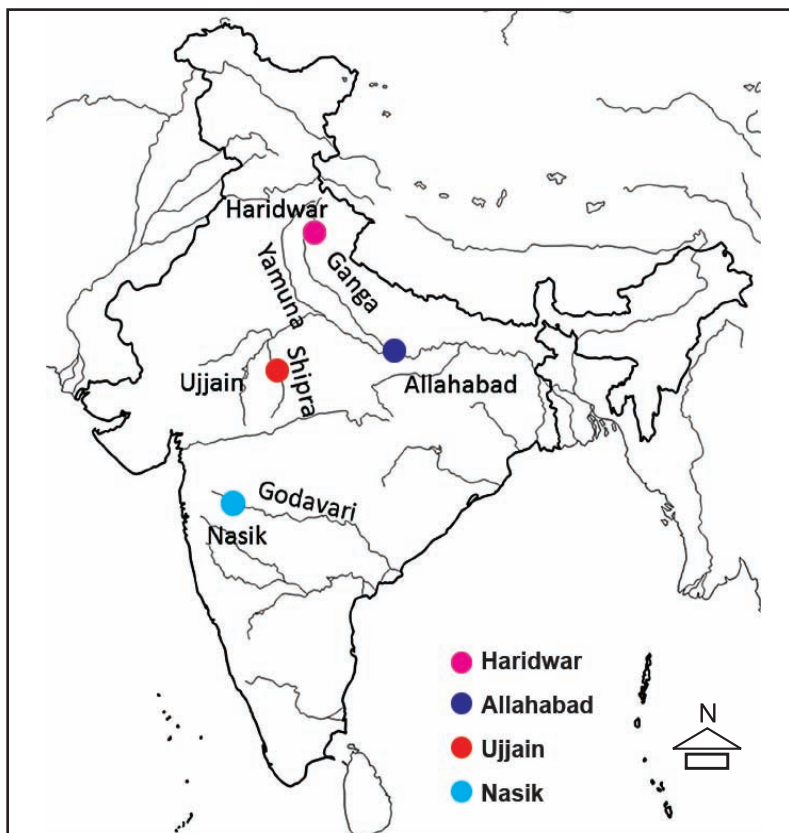 Haridwar
Yamuna
Ganga
Ujjain
Shipra
Allahabad
Godavari
Nasik
Haridwar
Allahabad
Ujjain
Nasik
N